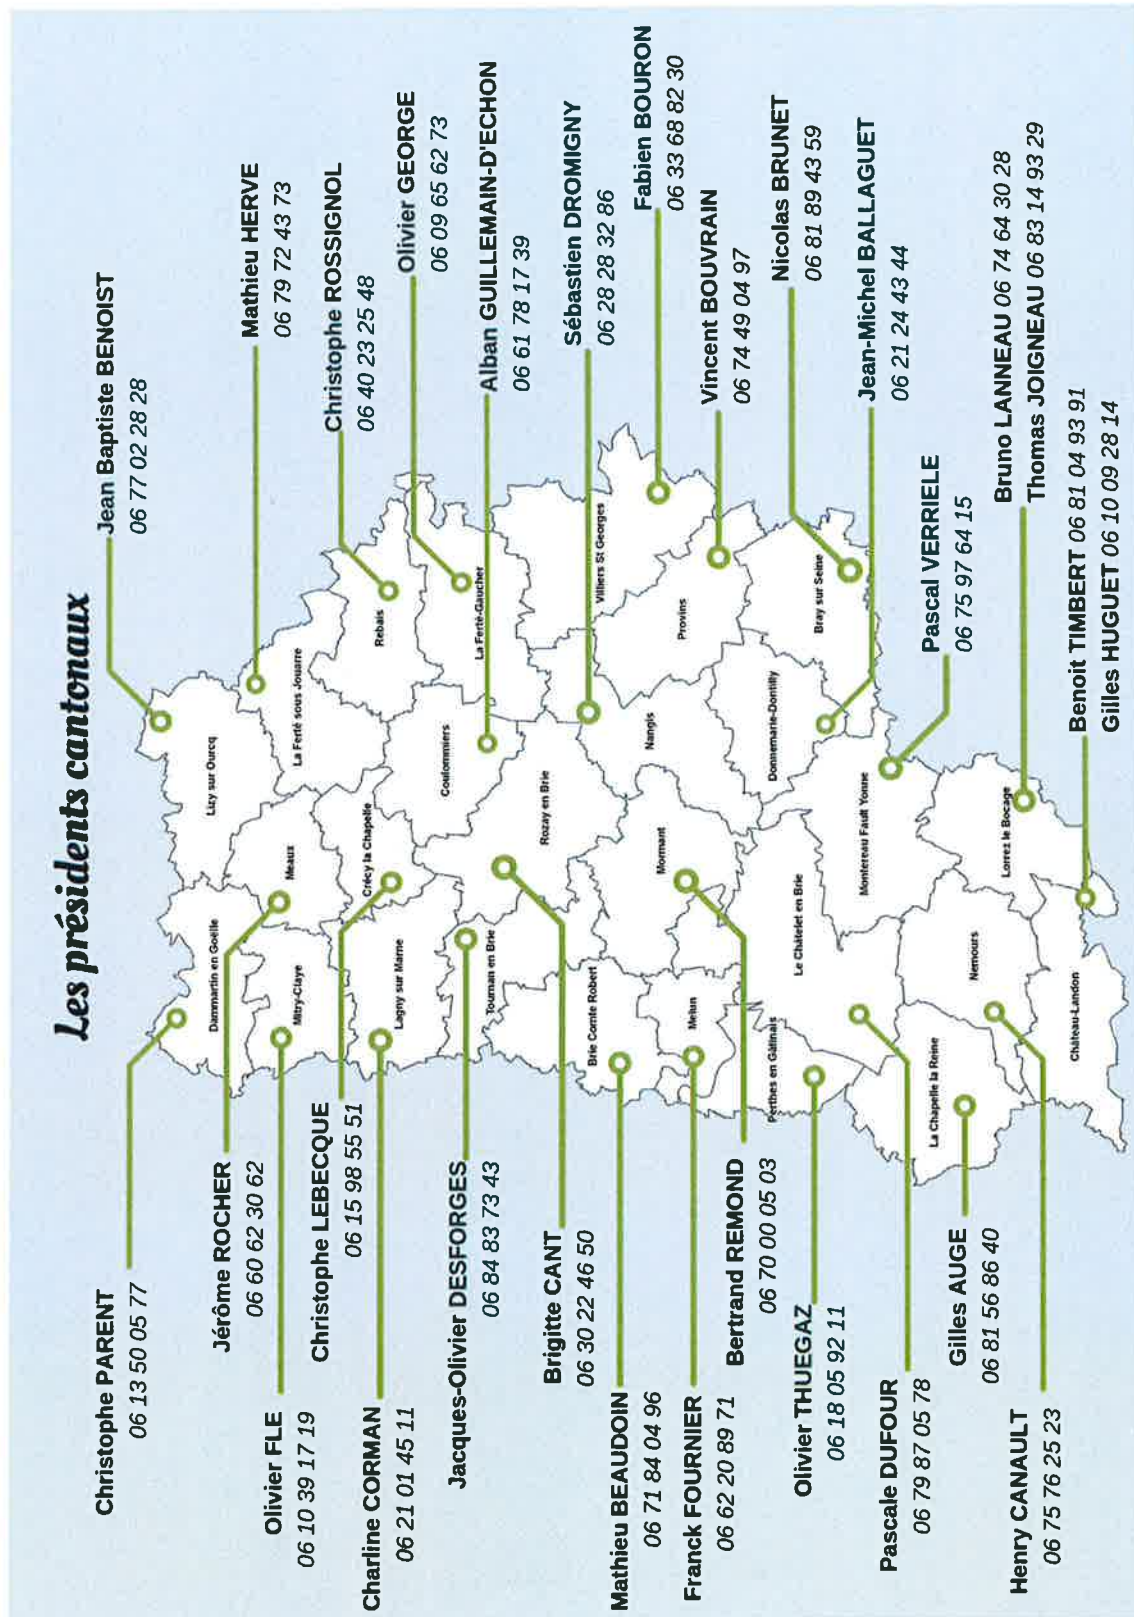 Les présidents cantonaux
Christophe PARENT
06 13 50 05 77
Jérôme ROCHER
06 60 62 30 62
Olivier FLE
06 10 39 17 19
Christophe LEBECQUE
06 15 98 55 51
Charline CORMAN
06 21 01 45 11
Jacques-Olivier DESFORGES
06 84 83 73 43
Brigitte CANT
06 30 22 46 50
Mathieu BEAUDOIN
06 71 84 04 96
Franck FOURNIER
06 62 20 89 71
Bertrand REMOND
06 70 00 05 03
Olivier THUEGAZ
06 18 05 92 11
Pascale DUFOUR
06 79 87 05 78
Gilles AUGE
06 81 56 86 40
Henry CANAULT
06 75 76 25 23
Dammartin en Goëlle
Lizy sur Ourcq
Mitry-Claye
Meaux
La Ferté sous Jouarre
Crécy la Chapelle
Rebais
Lagny sur Marne
Coulommiers
La Ferté-Gaucher
Tournan en Brie
Rozay en Brie
Brie Comte Robert
Villiers St Georges
Nangis
Mormant
Melun
Provins
Perthes en Gâtinais
Le Châtelet en Brie
Donnemarie-Dontilly
Bray sur Seine
Montereau Fault Yonne
La Chapelle la Reine
Nemours
Lorrez le Bocage
Château-Landon
Jean Baptiste BENOIST
06 77 02 28 28
Mathieu HERVE
06 79 72 43 73
Christophe ROSSIGNOL
06 40 23 25 48
Olivier GEORGE
06 09 65 62 73
Alban GUILLEMAIN-D'ECHON
06 61 78 17 39
Sébastien DROMIGNY
06 28 28 32 86
Fabien BOURON
06 33 68 82 30
Vincent BOUVRAIN
06 74 49 04 97
Nicolas BRUNET
06 81 89 43 59
Jean-Michel BALLAGUET
06 21 24 43 44
Pascal VERRIELE
06 75 97 64 15
Bruno LANNEAU 06 74 64 30 28
Thomas JOIGNEAU 06 83 14 93 29
Benoit TIMBERT 06 81 04 93 91
Gilles HUGUET 06 10 09 28 14